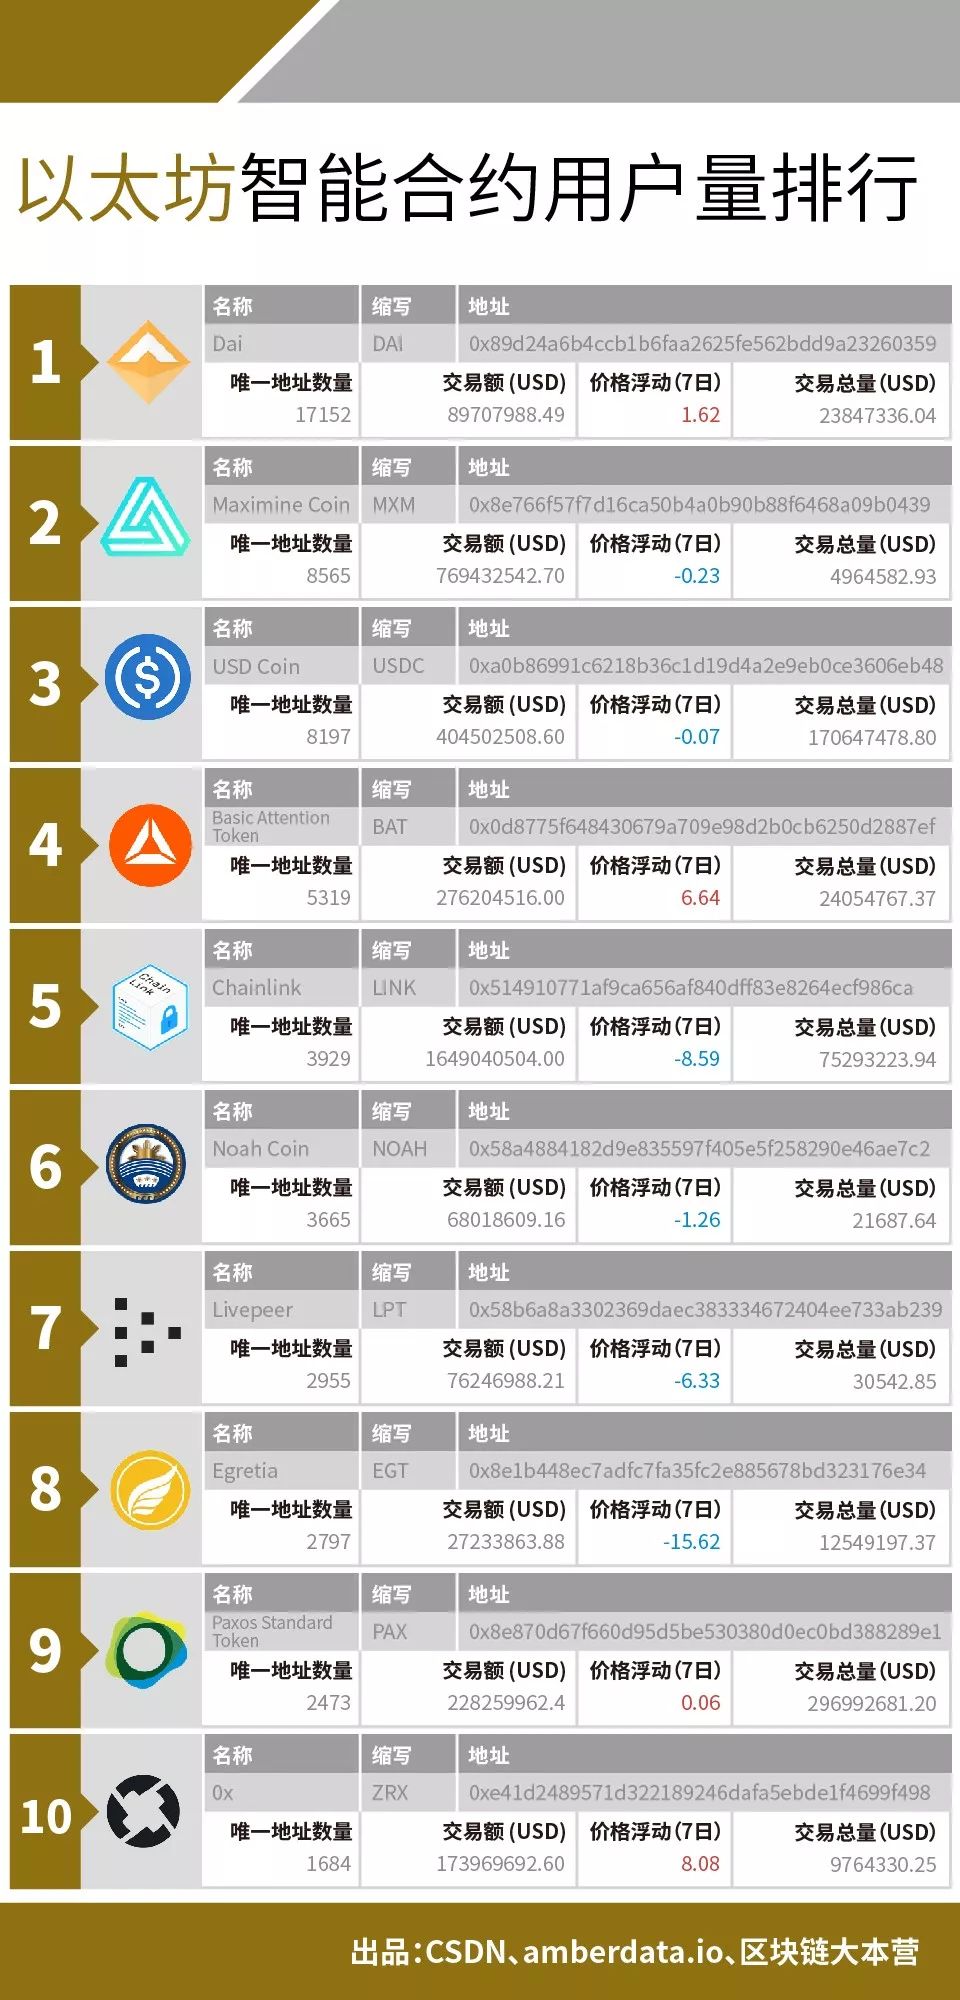 以太坊智能合约用户量排行
1
名称 缩写 地址
Dai DAI 0x89d24a6b4ccb1b6faa2625fe562bdd9a23260359
唯一地址数量 交易额 (USD) 价格浮动(7日) 交易总量(USD)
17152 89707988.49 1.62 23847336.04
2
名称 缩写 地址
Maximine Coin MXM 0x8e766f57f7d16ca50b4a0b90b88f6468a09b0439
唯一地址数量 交易额 (USD) 价格浮动(7日) 交易总量(USD)
8565 769432542.70 -0.23 4964582.93
3
名称 缩写 地址
USD Coin USDC 0xa0b86991c6218b36c1d19d4a2e9eb0ce3606eb48
唯一地址数量 交易额 (USD) 价格浮动(7日) 交易总量(USD)
8197 404502508.60 -0.07 170647478.80
4
名称 缩写 地址
Basic Attention
Token
BAT 0x0d8775f648430679a709e98d2b0cb6250d2887ef
唯一地址数量 交易额 (USD) 价格浮动(7日) 交易总量(USD)
5319 276204516.00 6.64 24054767.37
5
Chain
Link
名称 缩写 地址
Chainlink LINK 0x514910771af9ca656af840dff83e8264ecf986ca
唯一地址数量 交易额 (USD) 价格浮动(7日) 交易总量(USD)
3929 1649040504.00 -8.59 75293223.94
6
名称 缩写 地址
Noah Coin NOAH 0x58a4884182d9e835597f405e5f258290e46ae7c2
唯一地址数量 交易额 (USD) 价格浮动(7日) 交易总量(USD)
3665 68018609.16 -1.26 21687.64
7
名称 缩写 地址
Livepeer LPT 0x58b6a8a3302369daec383334672404ee733ab239
唯一地址数量 交易额 (USD) 价格浮动(7日) 交易总量(USD)
2955 76246988.21 -6.33 30542.85
8
名称 缩写 地址
Egretia EGT 0x8e1b448ec7adfc7fa35fc2e885678bd323176e34
唯一地址数量 交易额 (USD) 价格浮动(7日) 交易总量(USD)
2797 27233863.88 -15.62 12549197.37
9
名称 缩写 地址
Paxos Standard
Token
PAX 0x8e870d67f660d95d5be530380d0ec0bd388289e1
唯一地址数量 交易额 (USD) 价格浮动(7日) 交易总量(USD)
2473 228259962.4 0.06 296992681.20
10
名称 缩写 地址
0x ZRX 0xe41d2489571d322189246dafa5ebde1f4699f498
唯一地址数量 交易额 (USD) 价格浮动(7日) 交易总量(USD)
1684 173969692.60 8.08 9764330.25
出品:CSDN、amberdata.io、区块链大本营